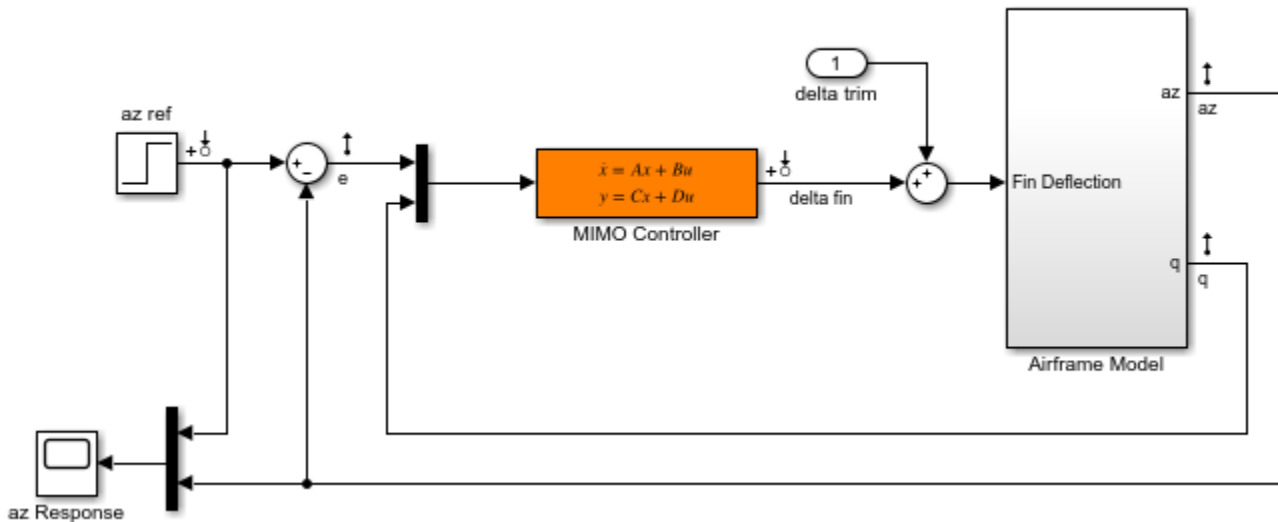 1
delta trim
az ref
+
+
−
e
ẋ = Ax + Bu
y = Cx + Du
MIMO Controller
+
delta fin
+
+
Fin Deflection
az
az
q
q
Airframe Model
az Response